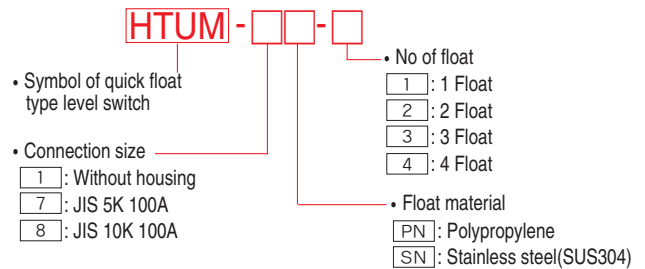 HTUM - □□ - □
• Symbol of quick float
type level switch
• Connection size
1 : Without housing
7 : JIS 5K 100A
8 : JIS 10K 100A
• No of float
1 : 1 Float
2 : 2 Float
3 : 3 Float
4 : 4 Float
• Float material
PN : Polypropylene
SN : Stainless steel(SUS304)